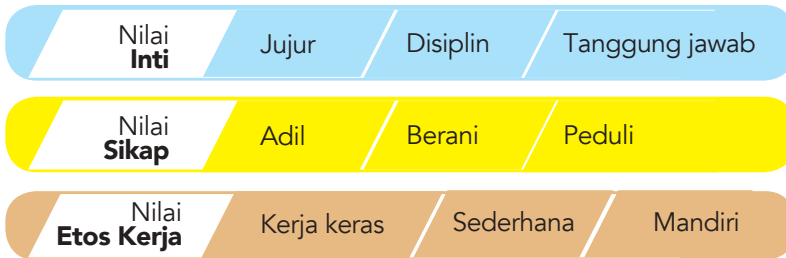 Nilai
Inti
Jujur
Disiplin
Tanggung jawab
Nilai
Sikap
Adil
Berani
Peduli
Nilai
Etos Kerja
Kerja keras
Sederhana
Mandiri